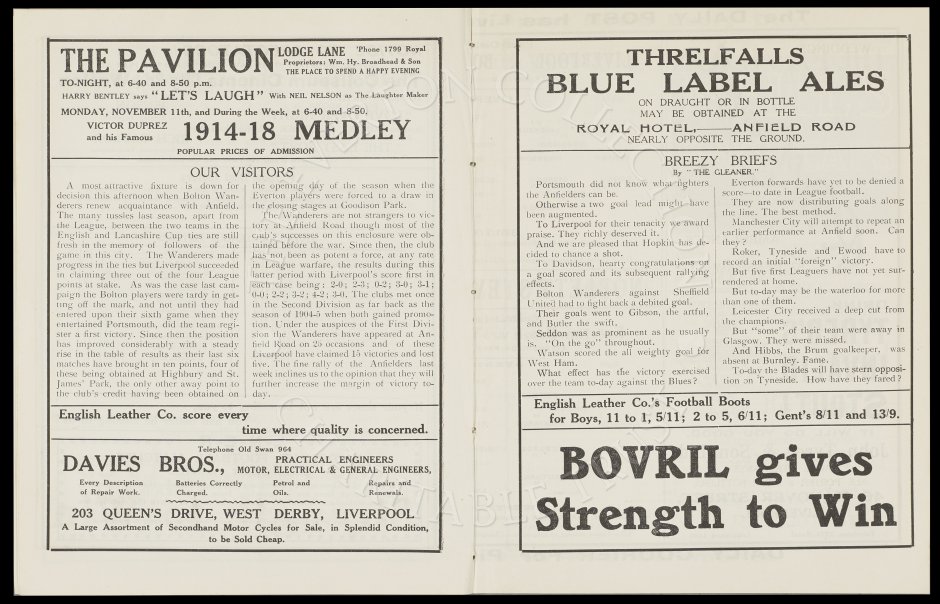 THE PAVILION LODGE LANE 'Phone 1799 Royal
Proprietors: Wm. Hy. Broadhead & Son
THE PLACE TO SPEND A HAPPY EVENING
TO-NIGHT, at 6-40 and 8-50 p.m.
HARRY BENTLEY says "LET'S LAUGH" With NEIL NELSON as The Laughter Maker
MONDAY, NOVEMBER 11th, and During the Week, at 6-40 and 8-50.
VICTOR DUPREZ
and his Famous 1914-18 MEDLEY
POPULAR PRICES OF ADMISSION
OUR VISITORS
A most attractive fixture is down for
decision this afternoon when Bolton Wan-
derers renew acquaintance with Anfield.
The many tussles last season, apart from
the League, between the two teams in the
English and Lancashire Cup ties are still
fresh in the memory of followers of the
game in this city. The Wanderers made
progress in the ties but Liverpool succeeded
in claiming three out of the four League
points at stake. As was the case last cam-
paign the Bolton players were tardy in get-
ting off the mark, and not until they had
entered upon their sixth game when they
entertained Portsmouth, did the team regi-
ster a first victory. Since then the position
has improved considerably with a steady
rise in the table of results as their last six
matches have brought in ten points, four of
these being obtained at Highbury and St.
James' Park, the only other away point to
the club's credit having been obtained on
the opening day of the season when the
Everton players were forced to a draw in
the closing stages at Goodison Park.
The Wanderers are not strangers to vic-
tory at Anfield Road though most of the
club's successes on this enclosure were ob-
tained before the war. Since then, the club
has not been as potent a force, at any rate
in League warfare, the results during this
latter period with Liverpool's score first in
each case being: 2-0; 2-3; 0-2; 3-0; 3-1;
0-0; 2-2; 3-2; 4-2; 3-0. The clubs met once
in the Second Division as far back as the
season of 1904-5 when both gained promo-
tion. Under the auspices of the First Divi-
sion the Wanderers have appeared at An-
field Road on 25 occasions and of these
Liverpool have claimed 15 victories and lost
five. The fine rally of the Anfielders last
week inclines us to the opinion that they will
further increase the margin of victory to-
day.
English Leather Co. score every
time where quality is concerned.
Telephone Old Swan 964
DAVIES BROS., PRACTICAL ENGINEERS
MOTOR, ELECTRICAL & GENERAL ENGINEERS,
Every Description Batteries Correctly Petrol and Repairs and
of Repair Work. Charged. Oils. Renewals.
203 QUEEN'S DRIVE, WEST DERBY, LIVERPOOL
A Large Assortment of Secondhand Motor Cycles for Sale, in Splendid Condition,
to be Sold Cheap.
THRELFALLS
BLUE LABEL ALES
ON DRAUGHT OR IN BOTTLE
MAY BE OBTAINED AT THE
ROYAL HOTEL,—ANFIELD ROAD
NEARLY OPPOSITE THE GROUND.
BREEZY BRIEFS
By "THE GLEANER."
Portsmouth did not know what fighters
the Anfielders can be.
Otherwise a two goal lead might have
been augmented.
To Liverpool for their tenacity we award
praise. They richly deserved it.
And we are pleased that Hopkin has de-
cided to chance a shot.
To Davidson, hearty congratulations on
a goal scored and its subsequent rallying
effects.
Bolton Wanderers against Sheffield
United had to fight back a debited goal.
Their goals went to Gibson, the artful,
and Butler the swift.
Seddon was as prominent as he usually
is. "On the go" throughout.
Watson scored the all weighty goal for
West Ham.
What effect has the victory exercised
over the team to-day against the Blues?
Everton forwards have yet to be denied a
score—to date in League football.
They are now distributing goals along
the line. The best method.
Manchester City will attempt to repeat an
earlier performance at Anfield soon. Can
they?
Roker, Tyneside and Ewood have to
record an initial "foreign" victory.
But five first Leaguers have not yet sur-
rendered at home.
But to-day may be the waterloo for more
than one of them.
Leicester City received a deep cut from
the champions.
But "some" of their team were away in
Glasgow. They were missed.
And Hibbs, the Brum goalkeeper, was
absent at Burnley. Fame.
To-day the Blades will have stern opposi-
tion on Tyneside. How have they fared?
English Leather Co.'s Football Boots
for Boys, 11 to 1, 5/11; 2 to 5, 6/11; Gent's 8/11 and 13/9.
BOVRIL gives
Strength to Win